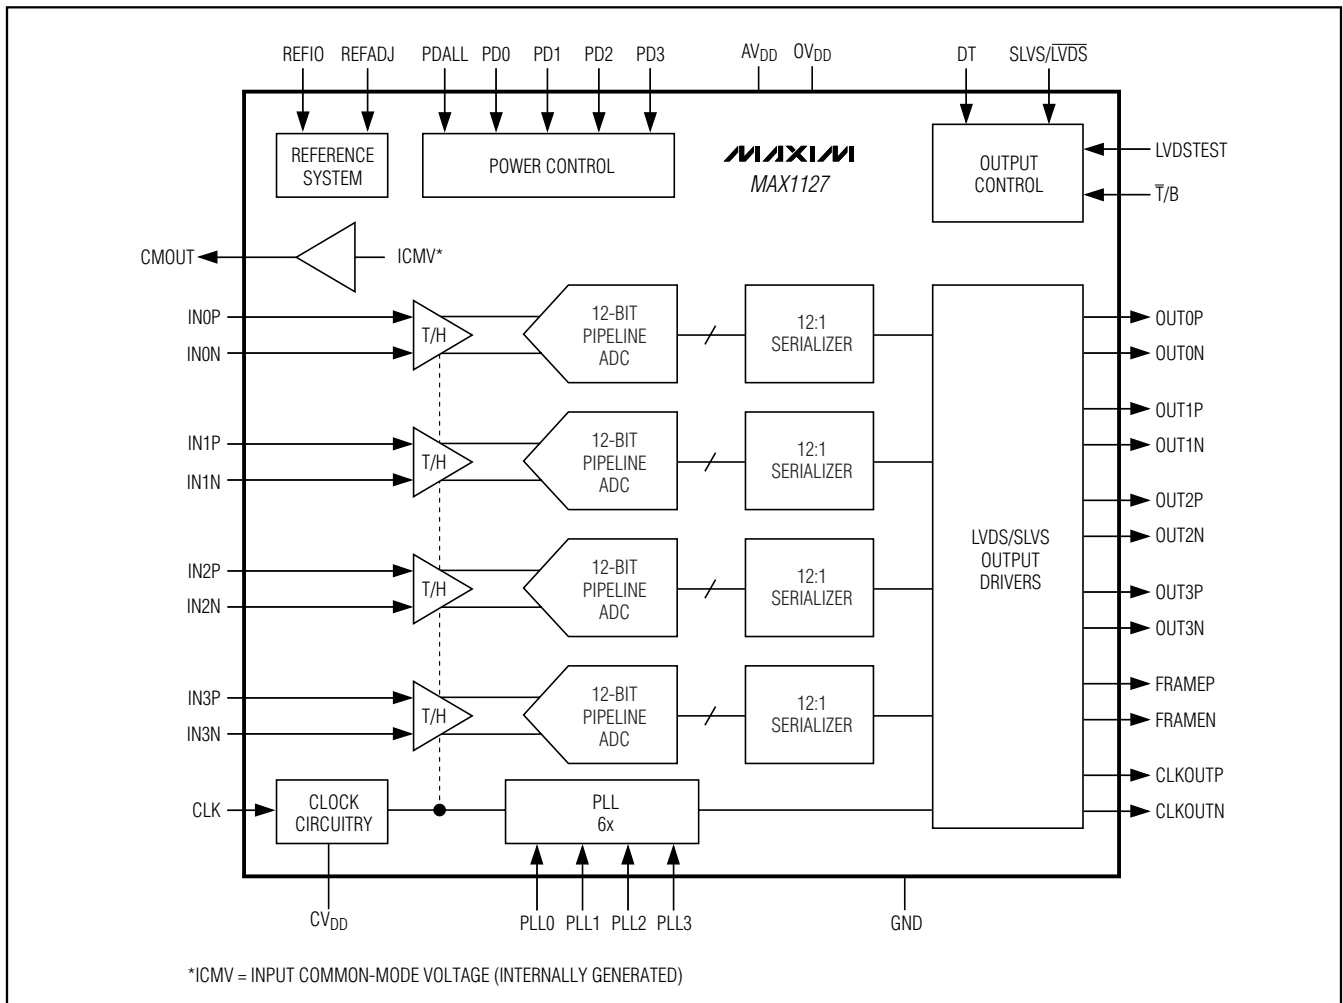 REFIO REFADJ PDALL PD0 PD1 PD2 PD3 AVDD OVDD DT SLVS/L̅V̅D̅S̅
REFERENCE
SYSTEM
POWER CONTROL
MAXIM
MAX1127
OUTPUT
CONTROL
LVDSTEST
T̅/B
CMOUT
ICMV*
IN0P
IN0N
T/H
12-BIT
PIPELINE
ADC
12:1
SERIALIZER
OUT0P
OUT0N
IN1P
IN1N
T/H
12-BIT
PIPELINE
ADC
12:1
SERIALIZER
OUT1P
OUT1N
IN2P
IN2N
T/H
12-BIT
PIPELINE
ADC
12:1
SERIALIZER
LVDS/SLVS
OUTPUT
DRIVERS
OUT2P
OUT2N
OUT3P
OUT3N
IN3P
IN3N
T/H
12-BIT
PIPELINE
ADC
12:1
SERIALIZER
FRAMEP
FRAMEN
CLK
CLOCK
CIRCUITRY
PLL
6x
CLKOUTP
CLKOUTN
CVDD
PLL0 PLL1 PLL2 PLL3
GND
*ICMV = INPUT COMMON-MODE VOLTAGE (INTERNALLY GENERATED)